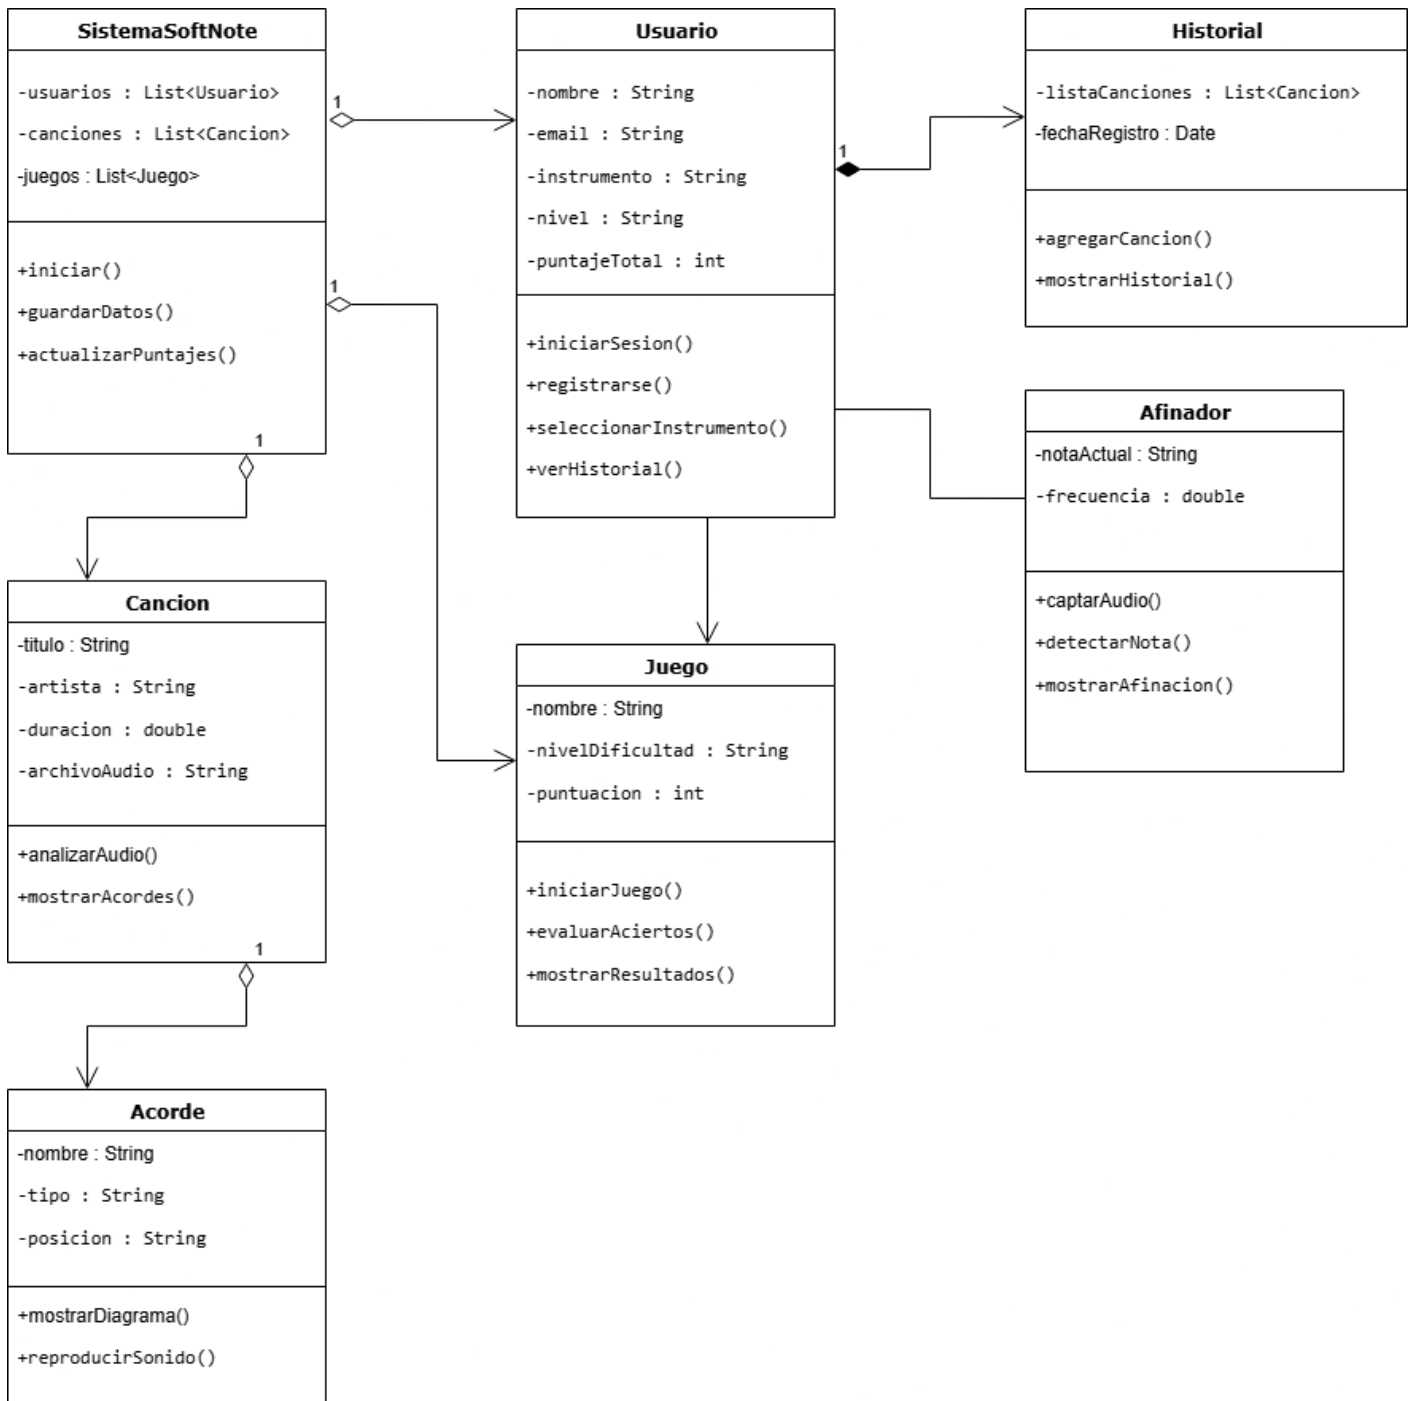 SistemaSoftNote
-usuarios : List<Usuario>
-canciones : List<Cancion>
-juegos : List<Juego>
+iniciar()
+guardarDatos()
+actualizarPuntajes()
1
1
1
Usuario
-nombre : String
-email : String
-instrumento : String
-nivel : String
-puntajeTotal : int
+iniciarSesion()
+registrarse()
+seleccionarInstrumento()
+verHistorial()
1
Historial
-listaCanciones : List<Cancion>
-fechaRegistro : Date
+agregarCancion()
+mostrarHistorial()
Afinador
-notaActual : String
-frecuencia : double
+captarAudio()
+detectarNota()
+mostrarAfinacion()
Cancion
-titulo : String
-artista : String
-duracion : double
-archivoAudio : String
+analizarAudio()
+mostrarAcordes()
1
Juego
-nombre : String
-nivelDificultad : String
-puntuacion : int
+iniciarJuego()
+evaluarAciertos()
+mostrarResultados()
Acorde
-nombre : String
-tipo : String
-posicion : String
+mostrarDiagrama()
+reproducirSonido()